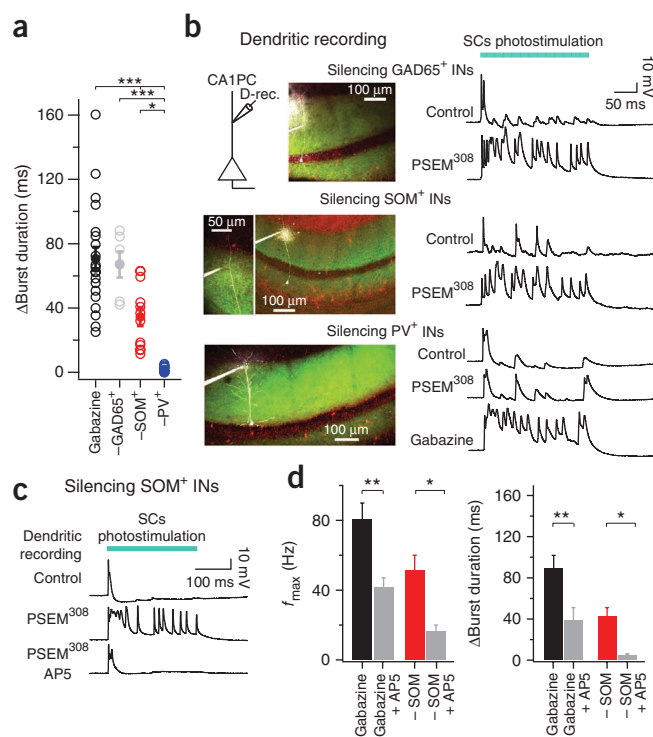 a
***
***
*
160
120
80
40
0
ΔBurst duration (ms)
Gabazine
–GAD65⁺
–SOM⁺
–PV⁺
b
Dendritic recording
SCs photostimulation
CA1PC
D-rec.
Silencing GAD65⁺ INs
100 μm
10 mV
50 ms
Control
PSEM³⁰⁸
Silencing SOM⁺ INs
50 μm
100 μm
Control
PSEM³⁰⁸
Silencing PV⁺ INs
100 μm
Control
PSEM³⁰⁸
Gabazine
c
Silencing SOM⁺ INs
Dendritic
recording
SCs
photostimulation
10 mV
100 ms
Control
PSEM³⁰⁸
PSEM³⁰⁸
AP5
d
** *
80
40
0
fmax (Hz)
Gabazine
Gabazine
+ AP5
– SOM
– SOM
+ AP5
** *
160
120
80
40
0
ΔBurst duration (ms)
Gabazine
Gabazine
+ AP5
– SOM
– SOM
+ AP5